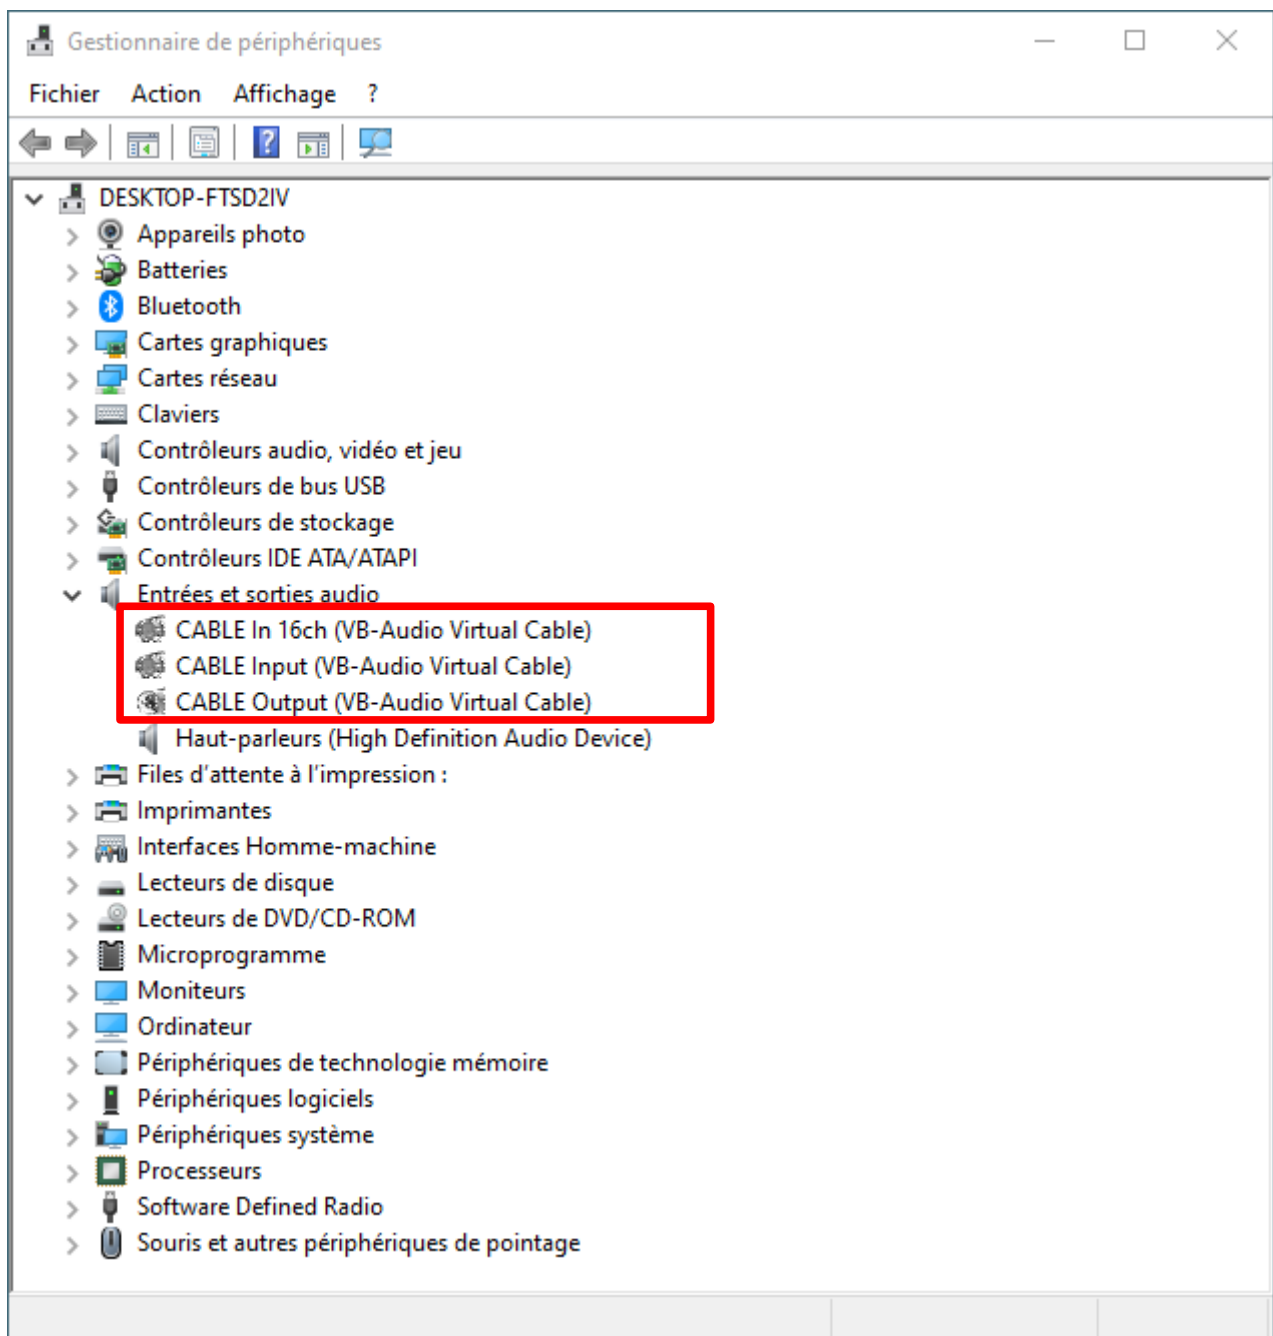 Gestionnaire de périphériques
Fichier Action Affichage ?
DESKTOP-FTSD2IV
Appareils photo
Batteries
Bluetooth
Cartes graphiques
Cartes réseau
Claviers
Contrôleurs audio, vidéo et jeu
Contrôleurs de bus USB
Contrôleurs de stockage
Contrôleurs IDE ATA/ATAPI
Entrées et sorties audio
CABLE In 16ch (VB-Audio Virtual Cable)
CABLE Input (VB-Audio Virtual Cable)
CABLE Output (VB-Audio Virtual Cable)
Haut-parleurs (High Definition Audio Device)
Files d'attente à l'impression :
Imprimantes
Interfaces Homme-machine
Lecteurs de disque
Lecteurs de DVD/CD-ROM
Microprogramme
Moniteurs
Ordinateur
Périphériques de technologie mémoire
Périphériques logiciels
Périphériques système
Processeurs
Software Defined Radio
Souris et autres périphériques de pointage